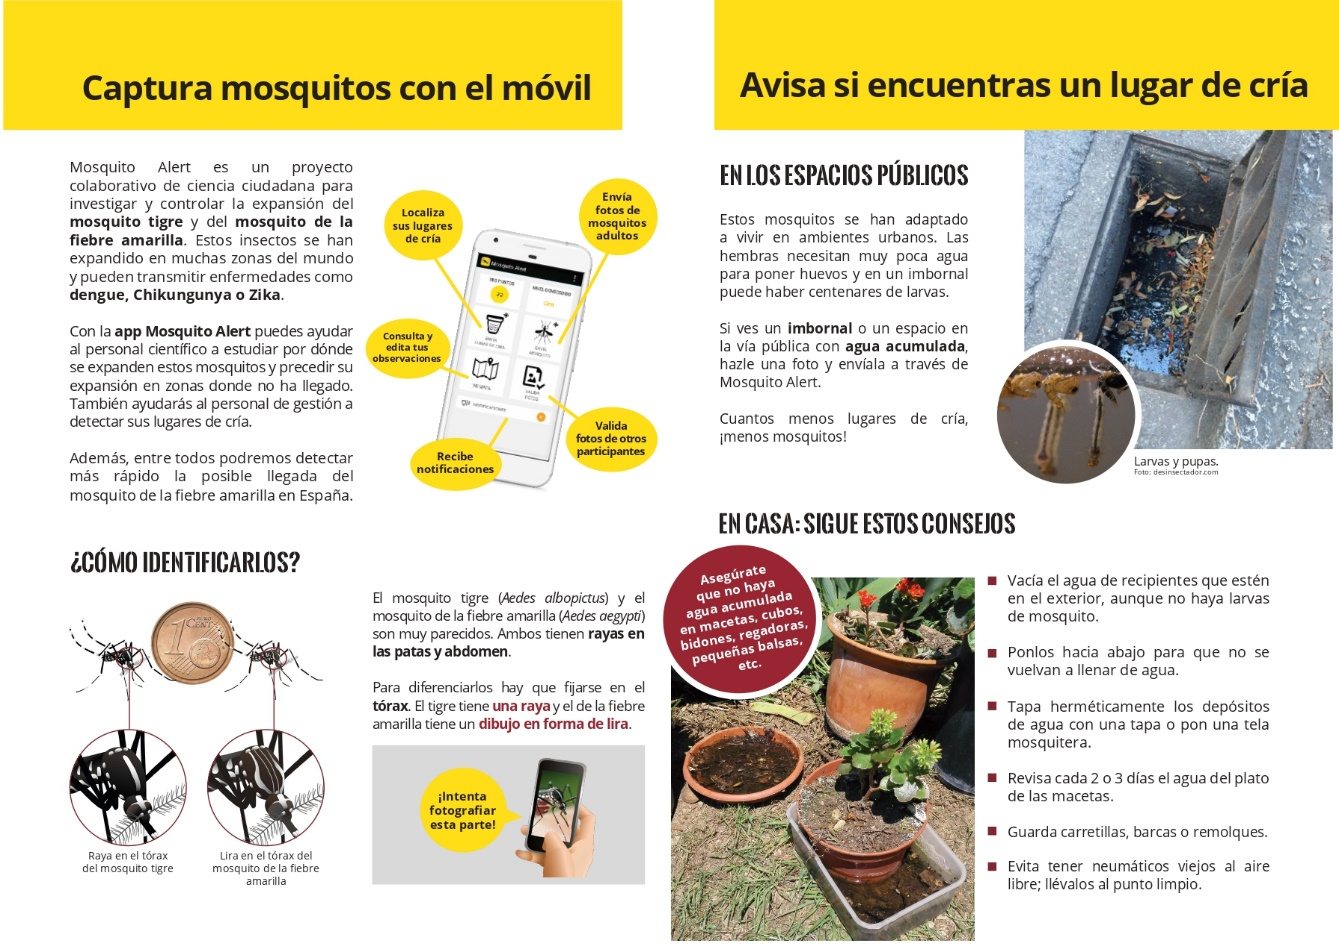 Captura mosquitos con el móvil
Mosquito Alert es un proyecto
colaborativo de ciencia ciudadana para
investigar y controlar la expansión del
mosquito tigre y del mosquito de la
fiebre amarilla. Estos insectos se han
expandido en muchas zonas del mundo
y pueden transmitir enfermedades como
dengue, Chikungunya o Zika.
Con la app Mosquito Alert puedes ayudar
al personal científico a estudiar por dónde
se expanden estos mosquitos y precedir su
expansión en zonas donde no ha llegado.
También ayudarás al personal de gestión a
detectar sus lugares de cría.
Además, entre todos podremos detectar
más rápido la posible llegada del
mosquito de la fiebre amarilla en España.
Localiza
sus lugares
de cría
Envía
fotos de
mosquitos
adultos
Consulta y
edita tus
observaciones
Valida
fotos de otros
participantes
Recibe
notificaciones
Mosquito Alert
MIS PUNTOS
22
¿CÓMO IDENTIFICARLOS?
1 CENT
Raya en el tórax
del mosquito tigre
Lira en el tórax del
mosquito de la fiebre
amarilla
El mosquito tigre (Aedes albopictus) y el
mosquito de la fiebre amarilla (Aedes aegypti)
son muy parecidos. Ambos tienen rayas en
las patas y abdomen.
Para diferenciarlos hay que fijarse en el
tórax. El tigre tiene una raya y el de la fiebre
amarilla tiene un dibujo en forma de lira.
¡Intenta
fotografiar
esta parte!
Avisa si encuentras un lugar de cría
EN LOS ESPACIOS PÚBLICOS
Estos mosquitos se han adaptado
a vivir en ambientes urbanos. Las
hembras necesitan muy poca agua
para poner huevos y en un imbornal
puede haber centenares de larvas.
Si ves un imbornal o un espacio en
la vía pública con agua acumulada,
hazle una foto y envíala a través de
Mosquito Alert.
Cuantos menos lugares de cría,
¡menos mosquitos!
Larvas y pupas.
Foto: desinsectador.com
EN CASA: SIGUE ESTOS CONSEJOS
Asegúrate
que no haya
agua acumulada
en macetas, cubos,
bidones, regadoras,
pequeñas balsas,
etc.
Vacía el agua de recipientes que estén
en el exterior, aunque no haya larvas
de mosquito.
Ponlos hacia abajo para que no se
vuelvan a llenar de agua.
Tapa herméticamente los depósitos
de agua con una tapa o pon una tela
mosquitera.
Revisa cada 2 o 3 días el agua del plato
de las macetas.
Guarda carretillas, barcas o remolques.
Evita tener neumáticos viejos al aire
libre; llévalos al punto limpio.